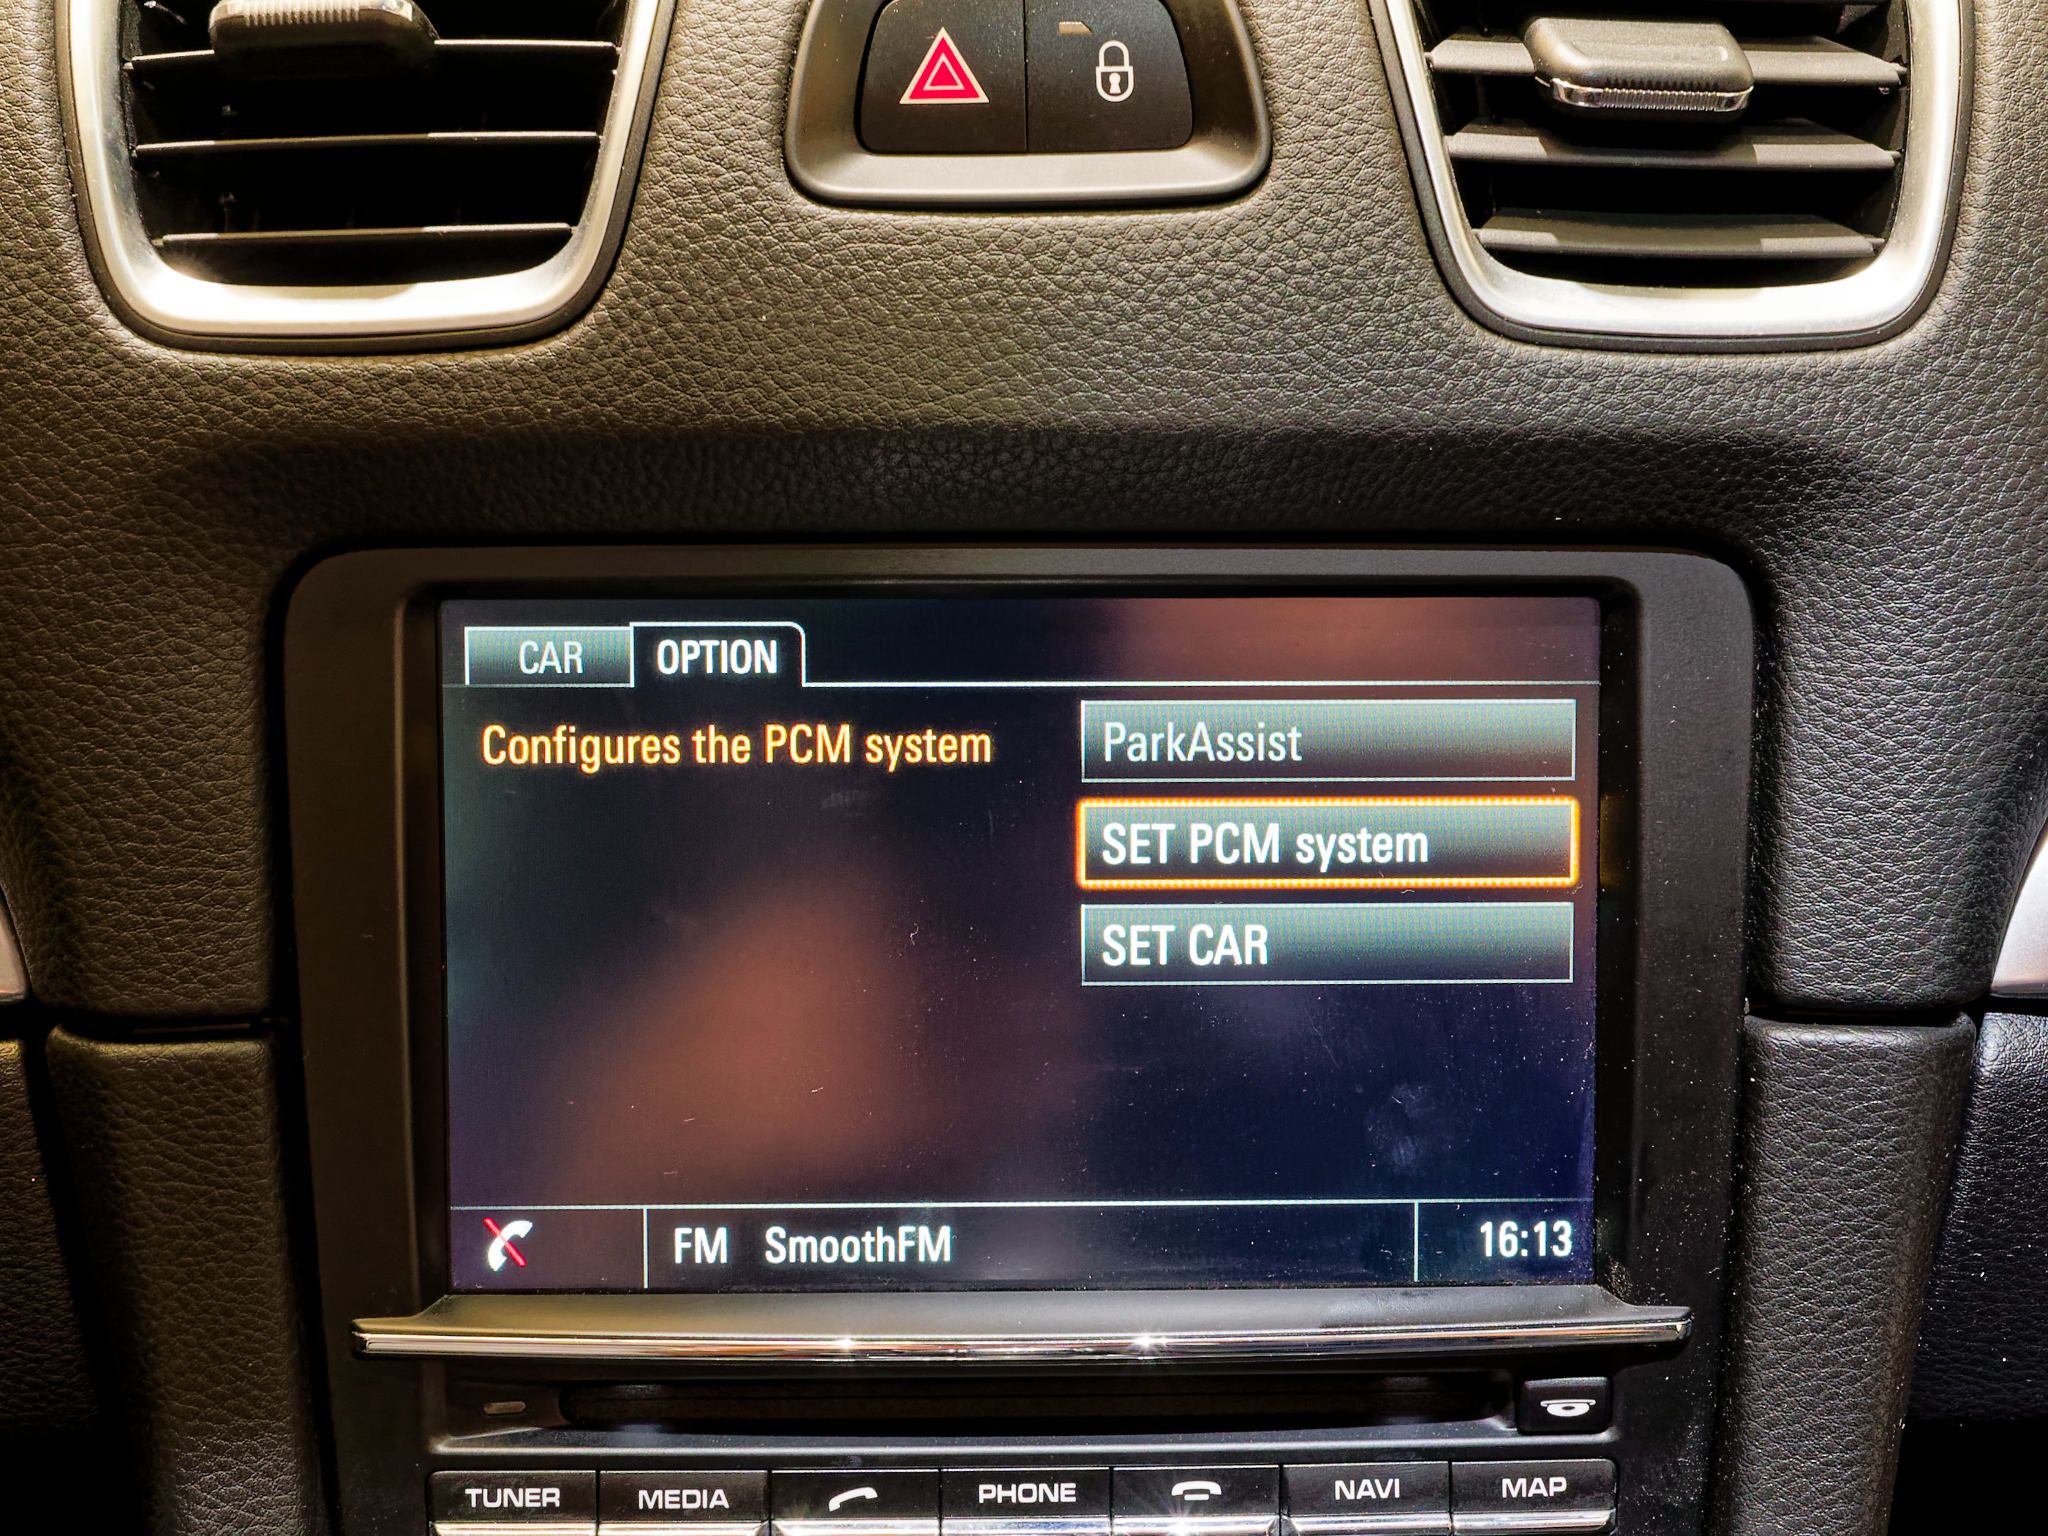 CAR OPTION
Configures the PCM system
ParkAssist
SET PCM system
SET CAR
FM SmoothFM 16:13
TUNER MEDIA PHONE NAVI MAP